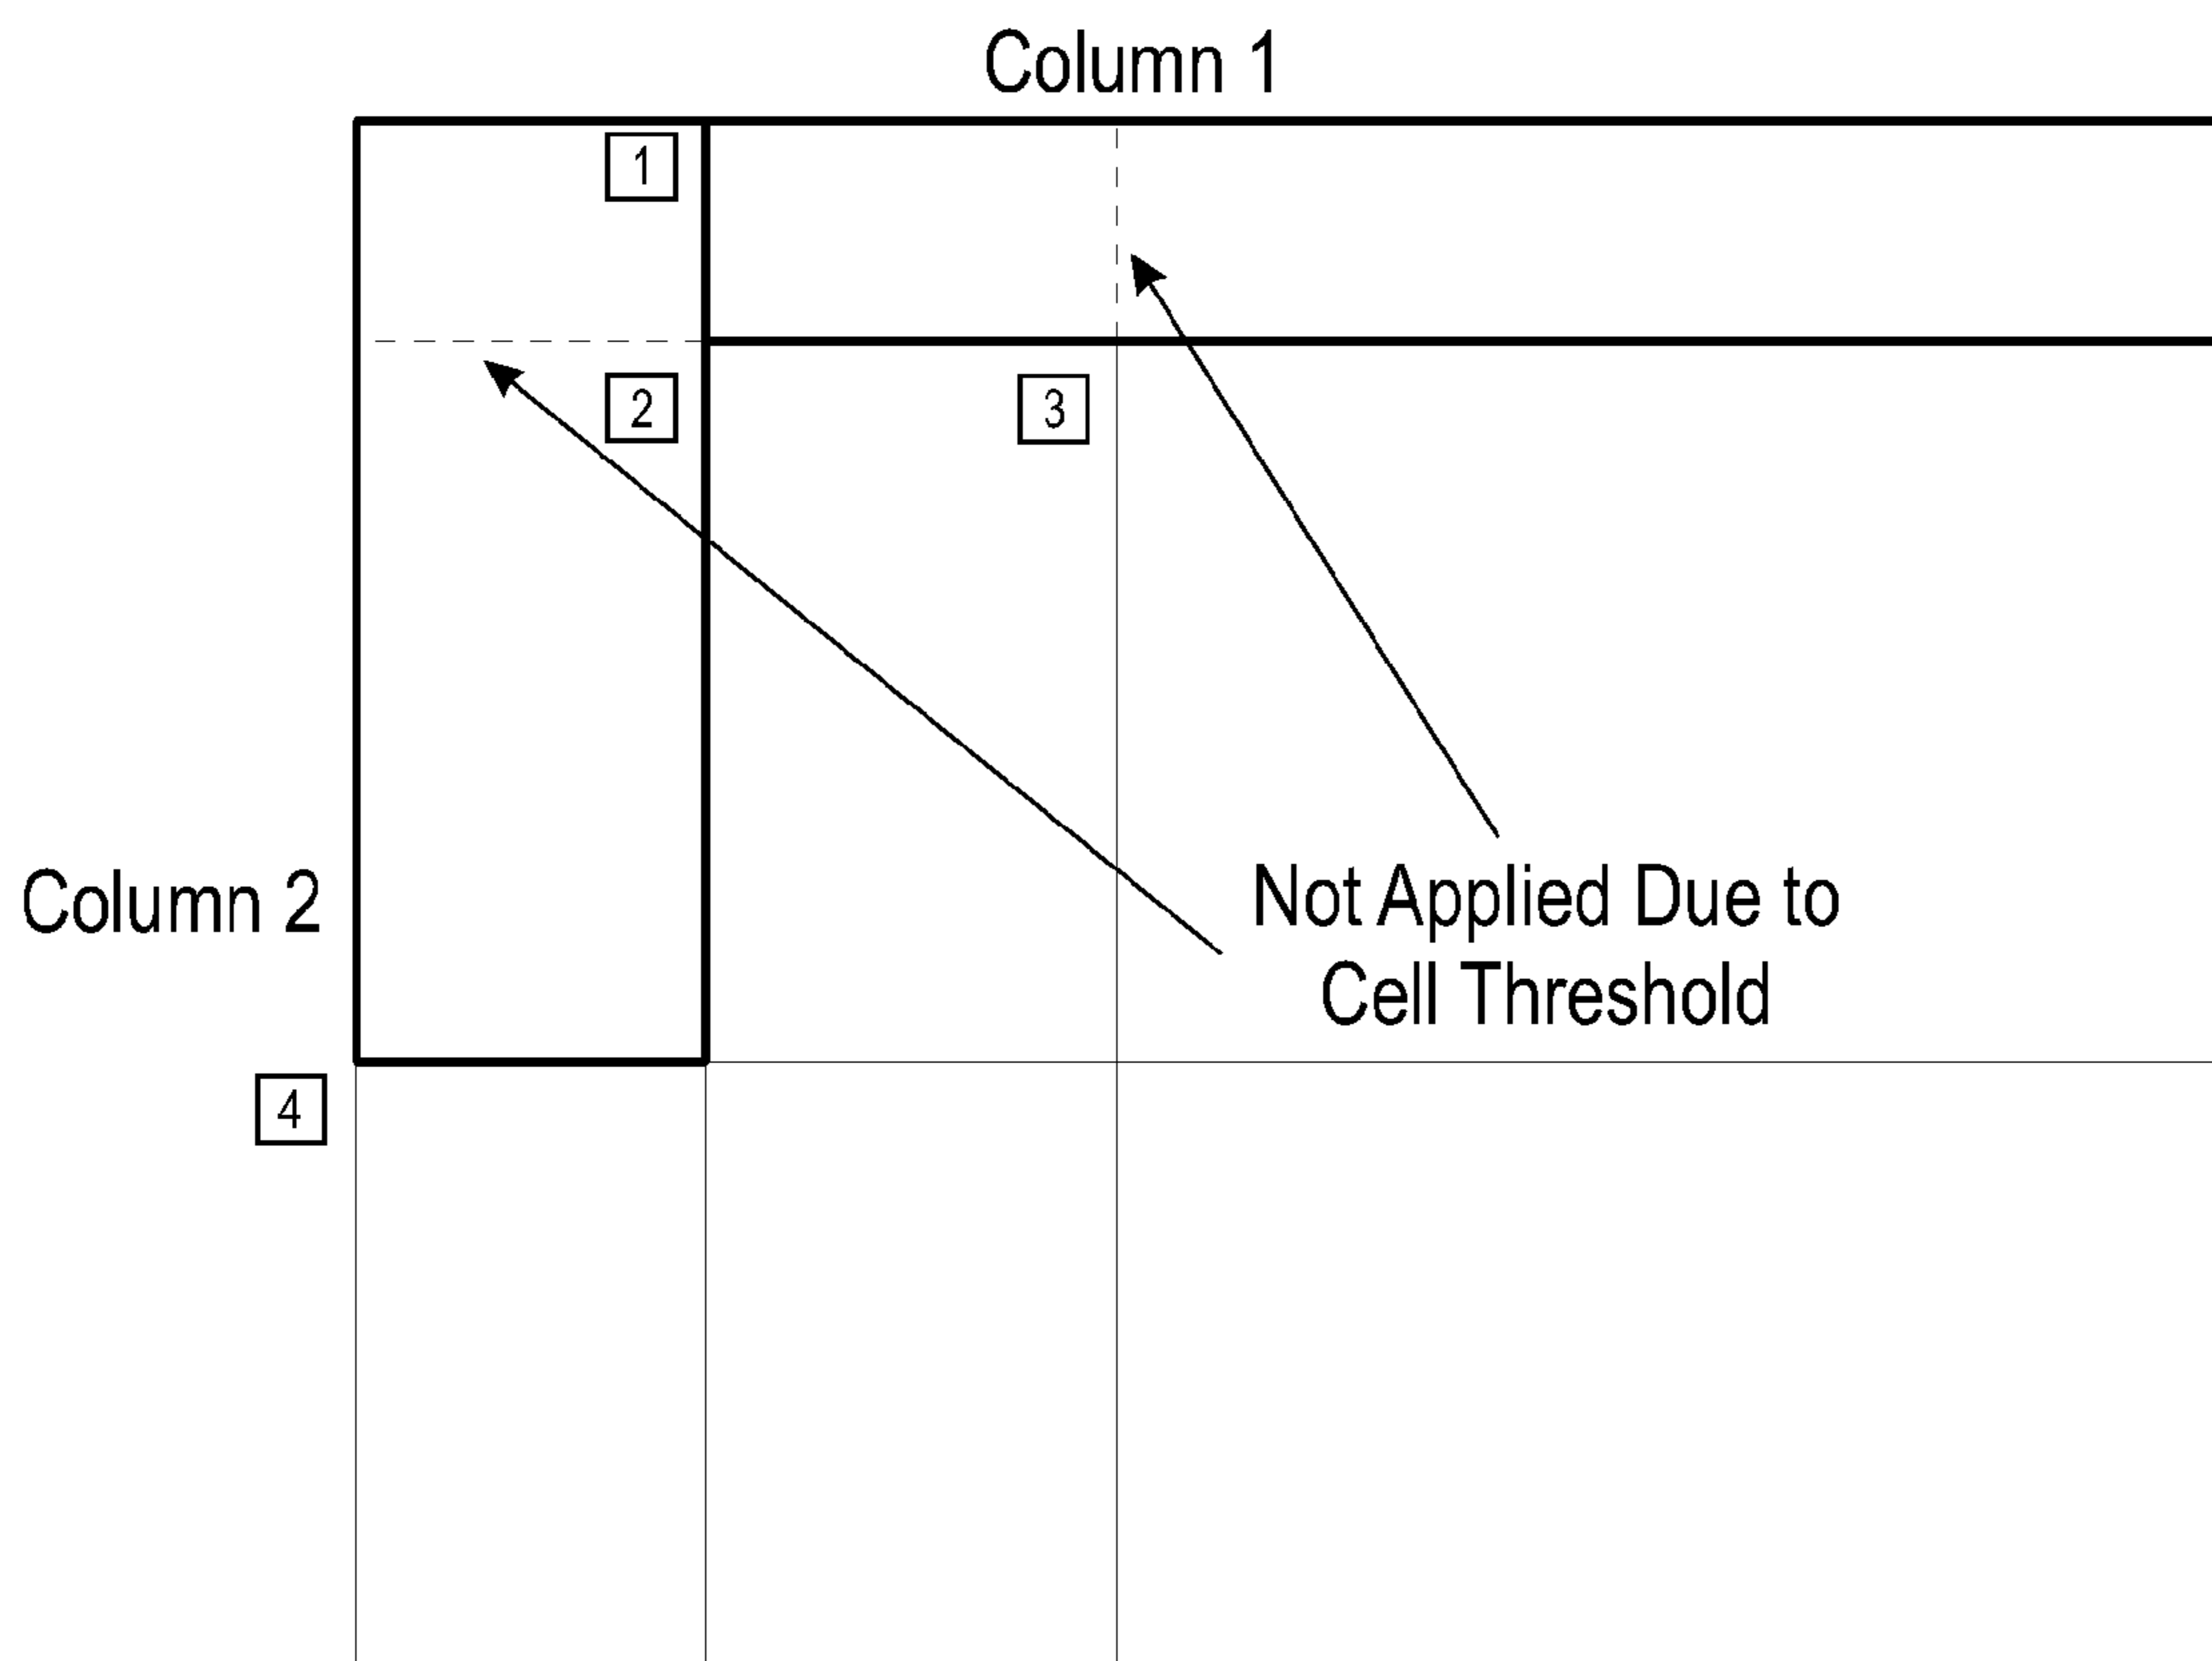 Column 1
1
2
3
Column 2
Not Applied Due to
Cell Threshold
4